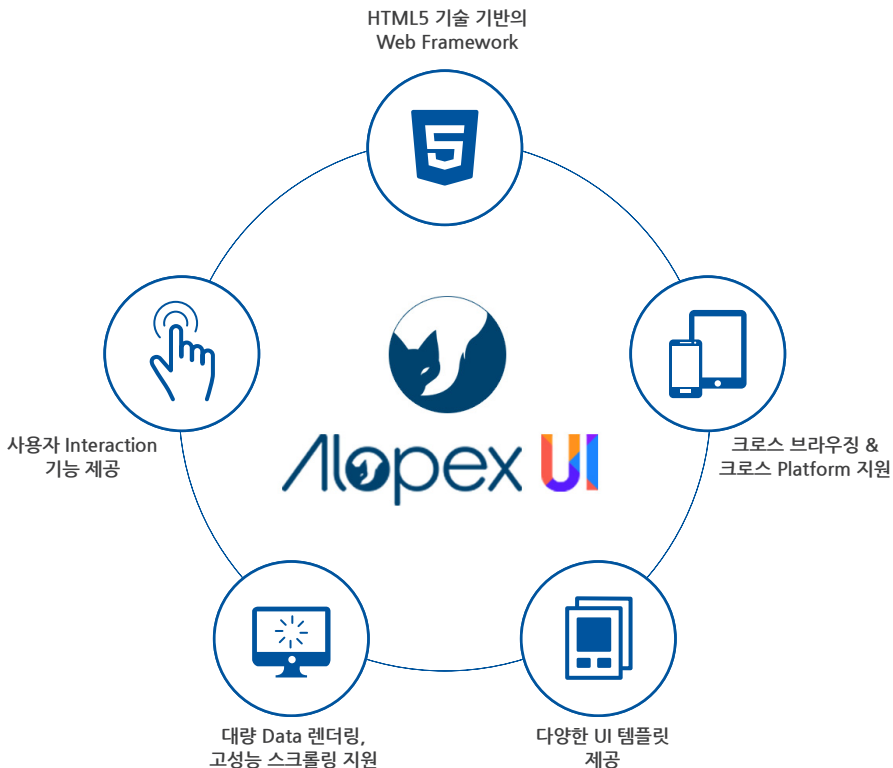 HTML5 기술 기반의
Web Framework
5
사용자 Interaction
기능 제공
Alopex UI
크로스 브라우징 &
크로스 Platform 지원
대량 Data 렌더링,
고성능 스크롤링 지원
다양한 UI 템플릿
제공